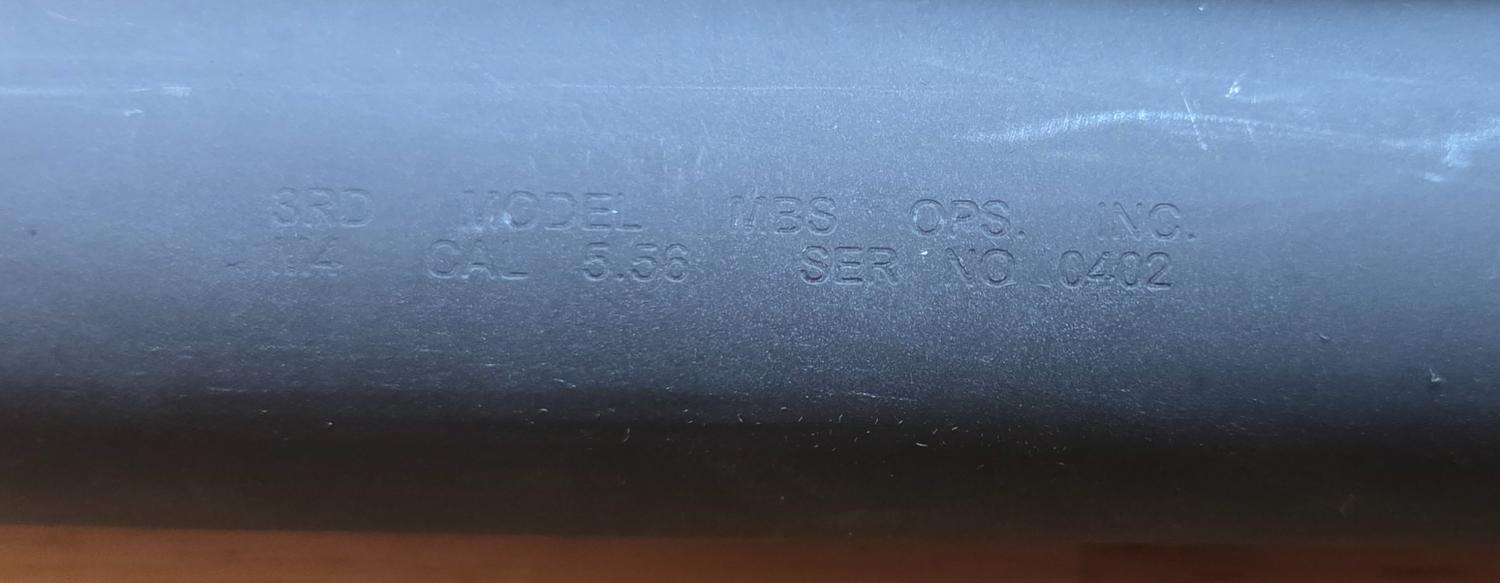 3RD MODEL MBS OPS. INC.
M4 CAL 5.56 SER NO 0402